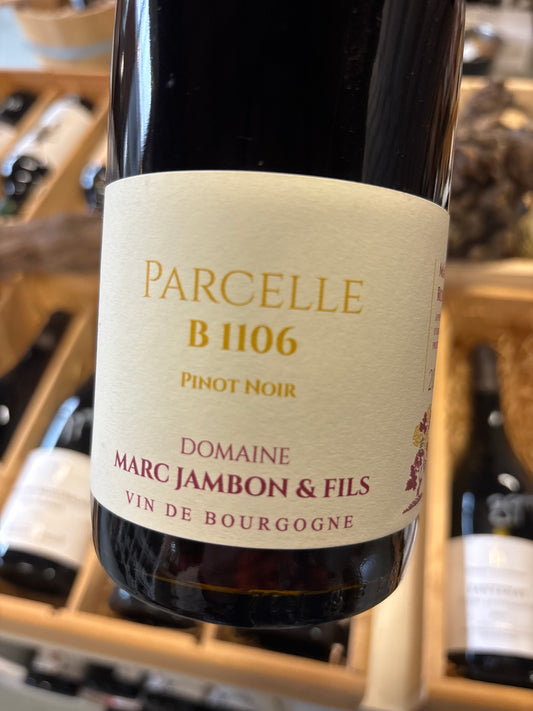 PARCELLE
B 1106
PINOT NOIR
DOMAINE
MARC JAMBON & FILS
VIN DE BOURGOGNE